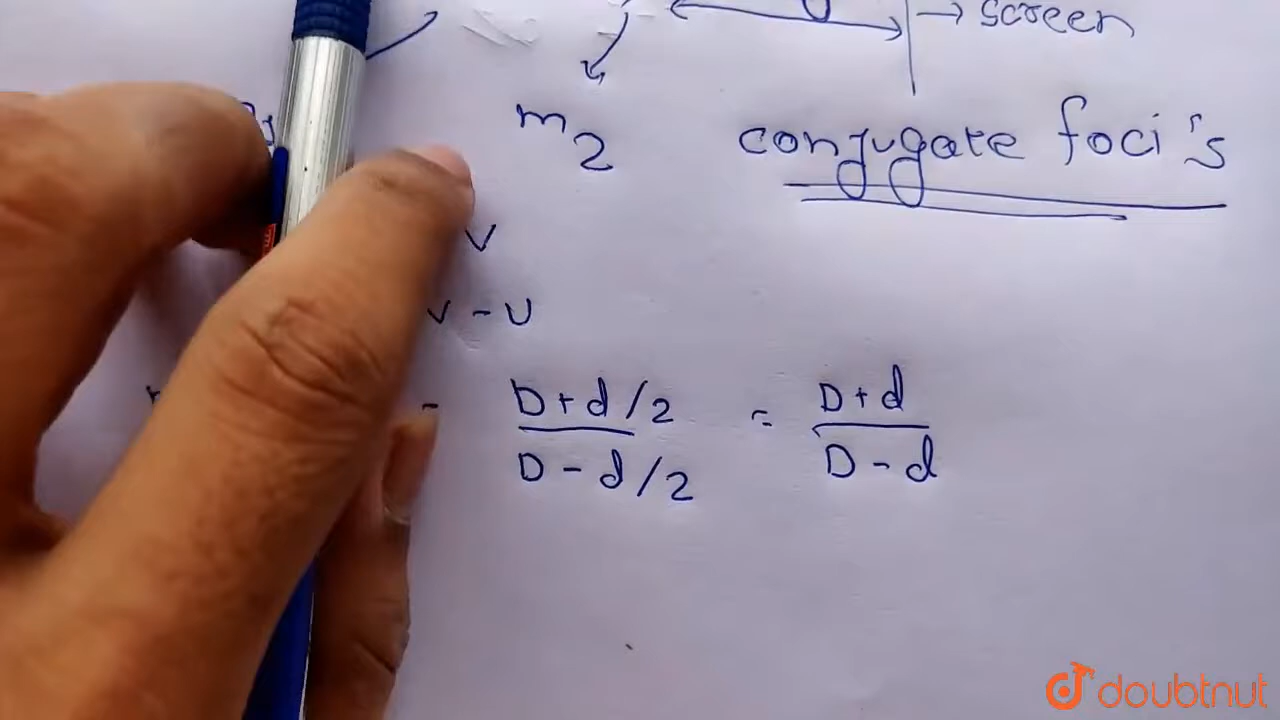 → screen
m2
conjugate foci's
v
v - u
- D+d/2 = D+d
D-d/2 D-d
doubtnut